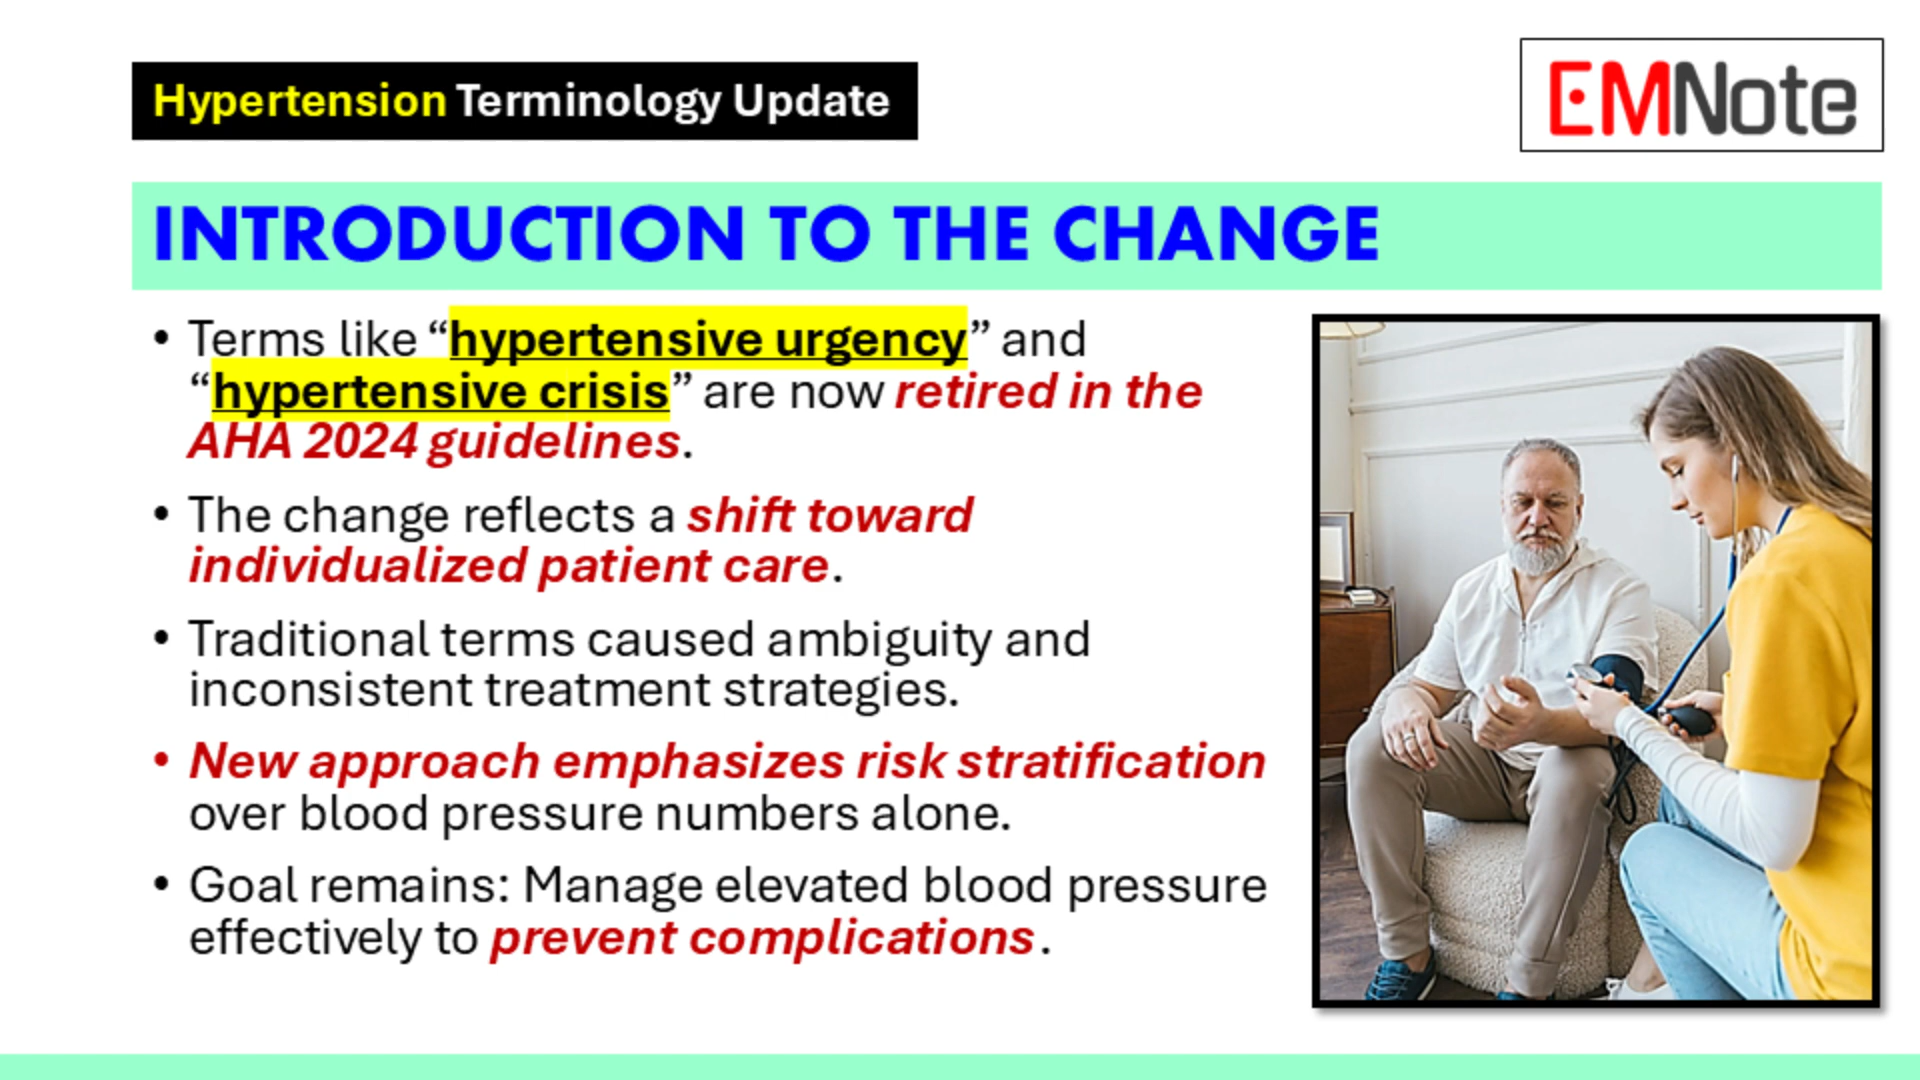 Hypertension Terminology Update
EMNote
INTRODUCTION TO THE CHANGE
• Terms like “hypertensive urgency” and
“hypertensive crisis” are now retired in the
AHA 2024 guidelines.
• The change reflects a shift toward
individualized patient care.
• Traditional terms caused ambiguity and
inconsistent treatment strategies.
• New approach emphasizes risk stratification
over blood pressure numbers alone.
• Goal remains: Manage elevated blood pressure
effectively to prevent complications.